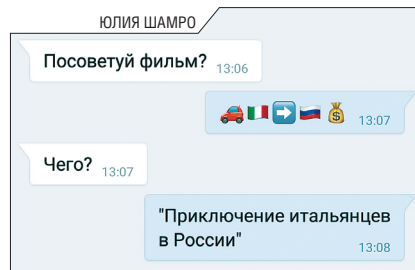 ЮЛИЯ ШАМРО
Посоветуй фильм? 13:06
🚗🇮🇹➡️🇷🇺💰 13:07
Чего? 13:07
"Приключение итальянцев
в России" 13:08